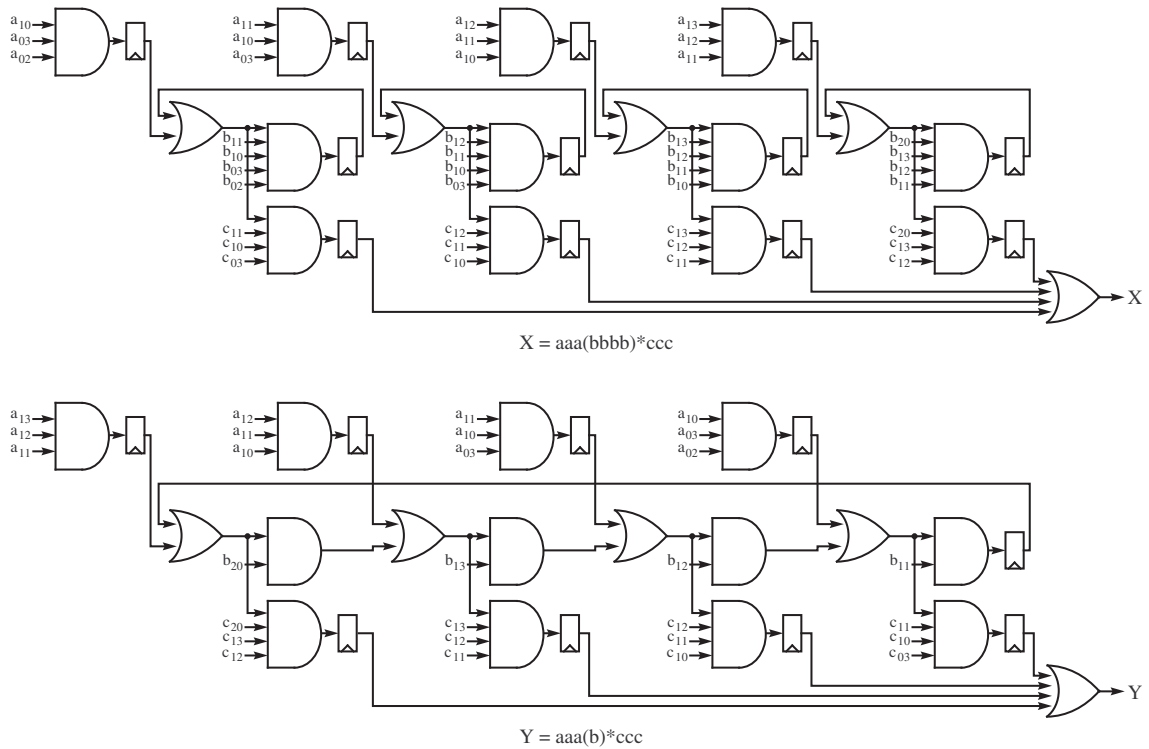 a10 a11 a12 a13
a03 a10 a11 a12
a02 a03 a10 a11
b11 b12 b13 b20
b10 b11 b12 b13
b03 b10 b11 b12
b02 b03 b10 b11
c11 c12 c13 c20
c10 c11 c12 c13
c03 c10 c11 c12
X
X = aaa(bbbb)*ccc
a13 a12 a11 a10
a12 a11 a10 a03
a11 a10 a03 a02
b20 b13 b12 b11
c20 c13 c12 c11
c13 c12 c11 c10
c12 c11 c10 c03
Y
Y = aaa(b)*ccc